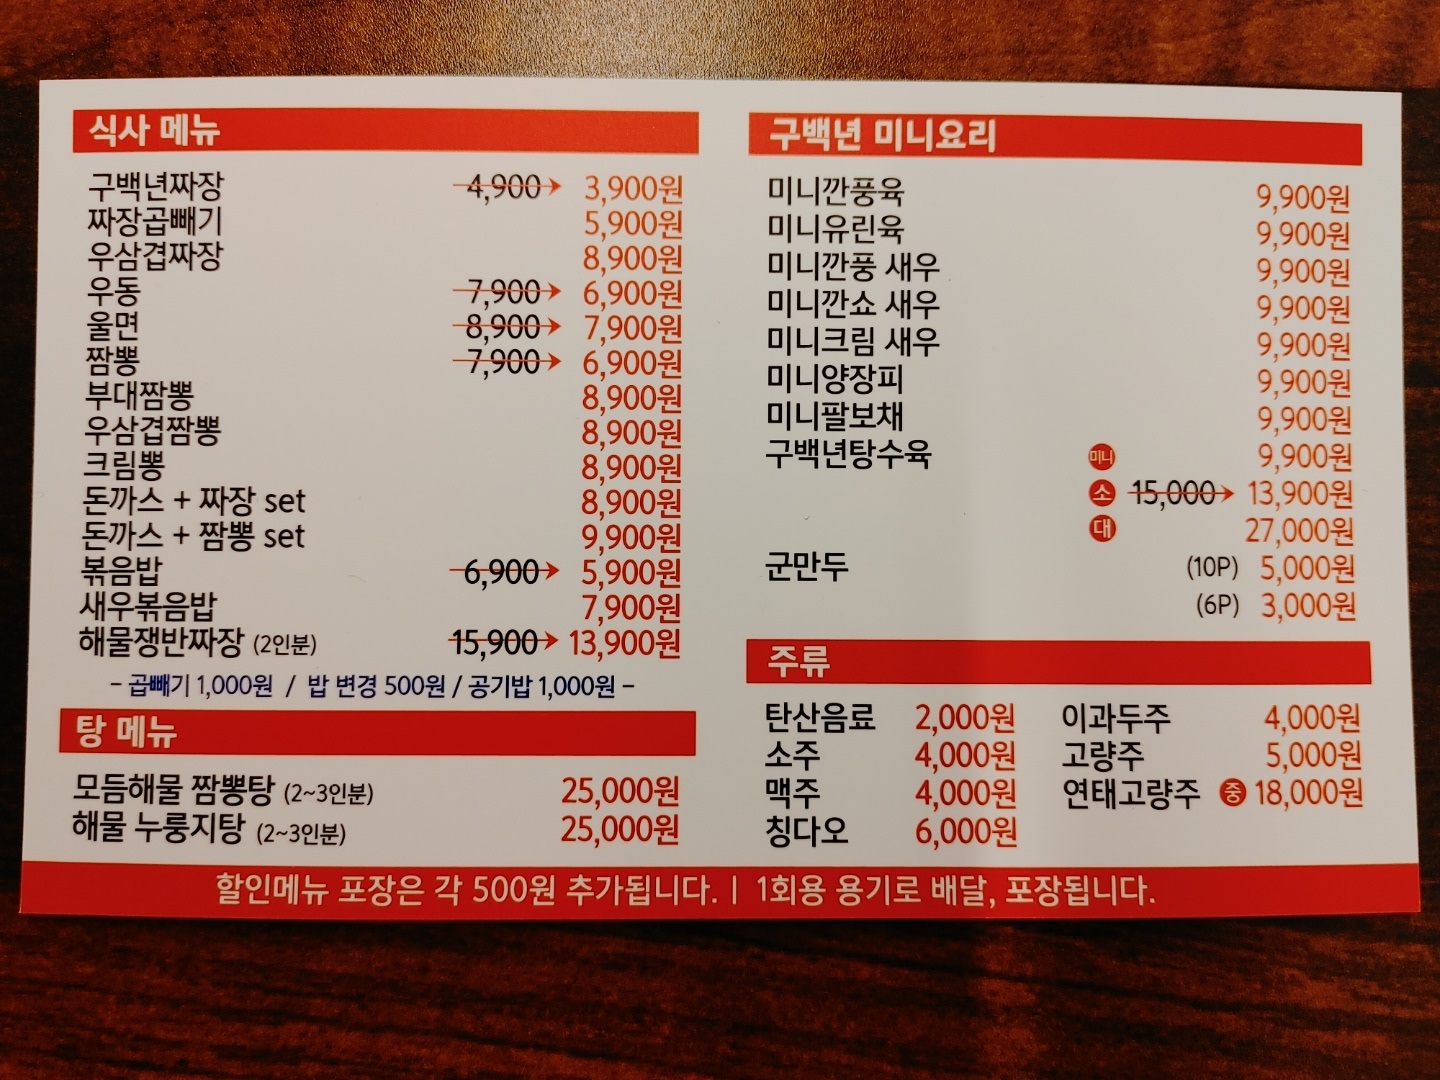 식사 메뉴
구백년짜장 4,900 → 3,900원
짜장곱빼기 5,900원
우삼겹짜장 8,900원
우동 7,900 → 6,900원
울면 8,900 → 7,900원
짬뽕 7,900 → 6,900원
부대짬뽕 8,900원
우삼겹짬뽕 8,900원
크림뽕 8,900원
돈까스 + 짜장 set 8,900원
돈까스 + 짬뽕 set 9,900원
볶음밥 6,900 → 5,900원
새우볶음밥 7,900원
해물쟁반짜장 (2인분) 15,900 → 13,900원
- 곱빼기 1,000원 / 밥 변경 500원 / 공기밥 1,000원 -
탕 메뉴
모듬해물 짬뽕탕 (2~3인분) 25,000원
해물 누룽지탕 (2~3인분) 25,000원
구백년 미니요리
미니깐풍육 9,900원
미니유린육 9,900원
미니깐풍 새우 9,900원
미니깐쇼 새우 9,900원
미니크림 새우 9,900원
미니양장피 9,900원
미니팔보채 9,900원
구백년탕수육 미니 9,900원
소 15,000 → 13,900원
대 27,000원
군만두 (10P) 5,000원
(6P) 3,000원
주류
탄산음료 2,000원 이과두주 4,000원
소주 4,000원 고량주 5,000원
맥주 4,000원 연태고량주 중 18,000원
칭다오 6,000원
할인메뉴 포장은 각 500원 추가됩니다. | 1회용 용기로 배달, 포장됩니다.